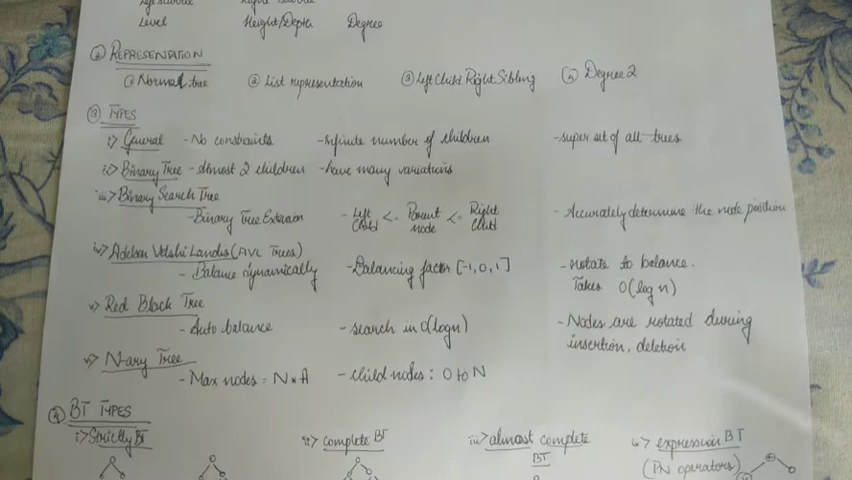 Level Height/Depth Degree
② REPRESENTATION
① Normal tree ② List representation ③ Left Child Right Sibling ④ Degree 2
③ TYPES
i) General - No constraints - Infinite number of children - super set of all trees
ii) Binary Tree - atmost 2 children - have many variations
iii) Binary Search Tree
- Binary Tree Extension - Left Child <= Parent node <= Right Child - Accurately determine the node position
iv) Adelson Velshi Landis (AVL Trees)
- Balance dynamically - Balancing factor [-1, 0, 1] - rotate to balance.
Takes O(log n)
v) Red Black Tree
- Auto balance - search in O(logn) - Nodes are rotated during
insertion, deletion
vi) N-ary Tree
- Max nodes = N * A - child nodes : 0 to N
④ BT TYPES
i) Strictly BT ii) complete BT iii) almost complete BT iv) expression BT
(PN operators)